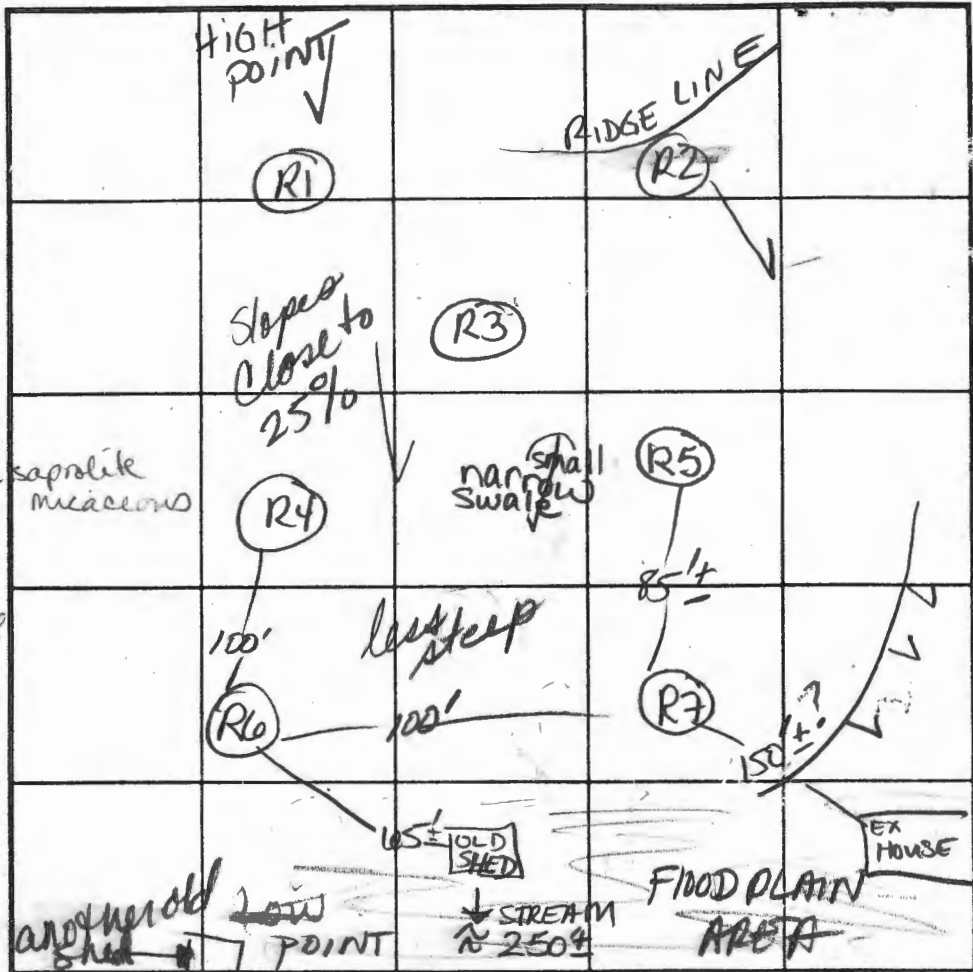 HIGH
POINT
RIDGE LINE
R1
R2
Slopes
Close to
25%
R3
saprolite
micaceous
small
narrow
swale
R5
R4
85'±
100'
less
steep
R6
100'
R7
150'±?
165'±
OLD
SHED
EX
HOUSE
another old
shed
LOW
POINT
STREAM
≈ 250±
FLOOD PLAIN
AREA